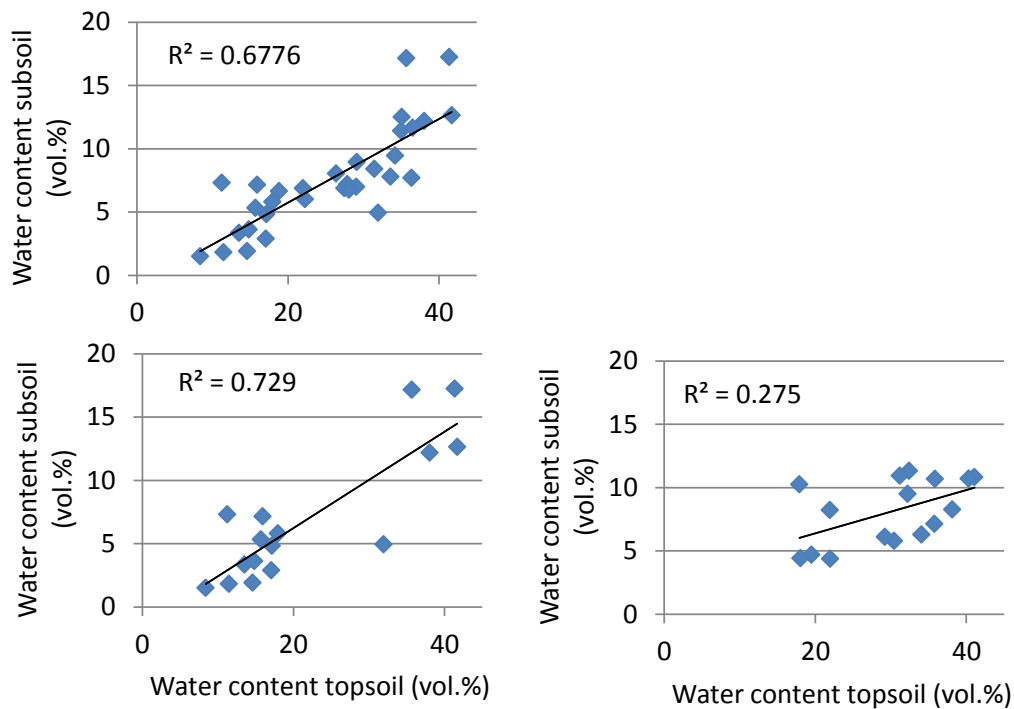 Water content subsoil
(vol.%)
20
15
10
5
0
R² = 0.6776
0 20 40
Water content subsoil
(vol.%)
20
15
10
5
0
R² = 0.729
0 20 40
Water content topsoil (vol.%)
Water content subsoil
(vol.%)
20
15
10
5
0
R² = 0.275
0 20 40
Water content topsoil (vol.%)